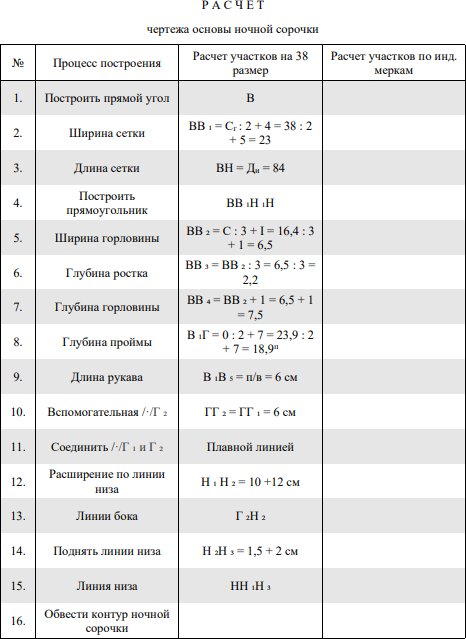 Р А С Ч Е Т
чертежа основы ночной сорочки
№ Процесс построения Расчет участков на 38 размер Расчет участков по инд. меркам
1. Построить прямой угол В
2. Ширина сетки ВВ ₁ = Сг : 2 + 4 = 38 : 2 + 5 = 23
3. Длина сетки ВН = Ди = 84
4. Построить прямоугольник ВВ ₁Н ₁Н
5. Ширина горловины ВВ ₂ = С : 3 + I = 16,4 : 3 + 1 = 6,5
6. Глубина ростка ВВ ₃ = ВВ ₂ : 3 = 6,5 : 3 = 2,2
7. Глубина горловины ВВ ₄ = ВВ ₂ + 1 = 6,5 + 1 = 7,5
8. Глубина проймы В ₁Г = 0 : 2 + 7 = 23,9 : 2 + 7 = 18,9ⁿ
9. Длина рукава В ₁В ₅ = п/в = 6 см
10. Вспомогательная /·/Г ₂ ГГ ₂ = ГГ ₁ = 6 см
11. Соединить /·/Г ₁ и Г ₂ Плавной линией
12. Расширение по линии низа Н ₁ Н ₂ = 10 +12 см
13. Линии бока Г ₂Н ₂
14. Поднять линии низа Н ₂Н ₃ = 1,5 + 2 см
15. Линия низа НН ₁Н ₃
16. Обвести контур ночной сорочки